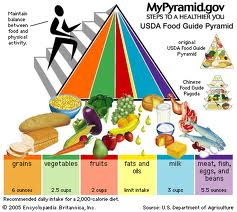 MyPyramid.gov
STEPS TO A HEALTHIER YOU
USDA Food Guide Pyramid
Maintain
balance between
food and
physical activity.
original
USDA Food Guide
Pyramid
Chinese
Food Guide
Pagoda
grains
vegetables
fruits
fats and
oils
milk
meat, fish,
eggs, and
beans
6 ounces
2.5 cups
2 cups
limit intake
3 cups
5.5 ounces
Recommended daily intake for a 2,000-calorie diet.
© 2005 Encyclopædia Britannica, Inc.
Source: U.S. Department of Agriculture